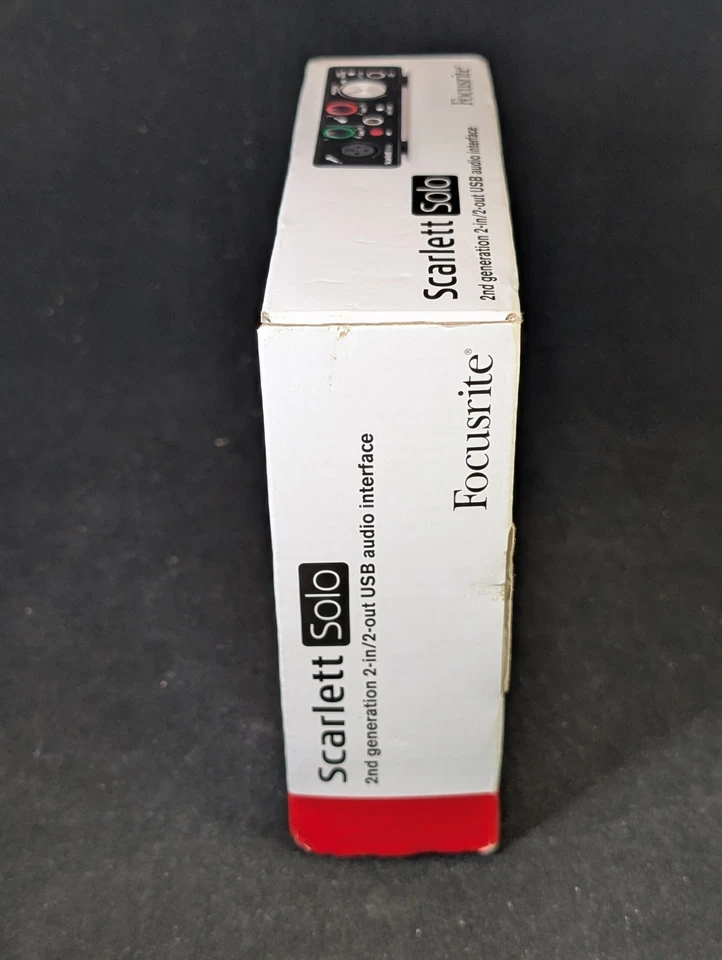 Focusrite
Scarlett Solo
2nd generation 2-in/2-out USB audio interface
Scarlett Solo
2nd generation 2-in/2-out USB audio interface
Focusrite®